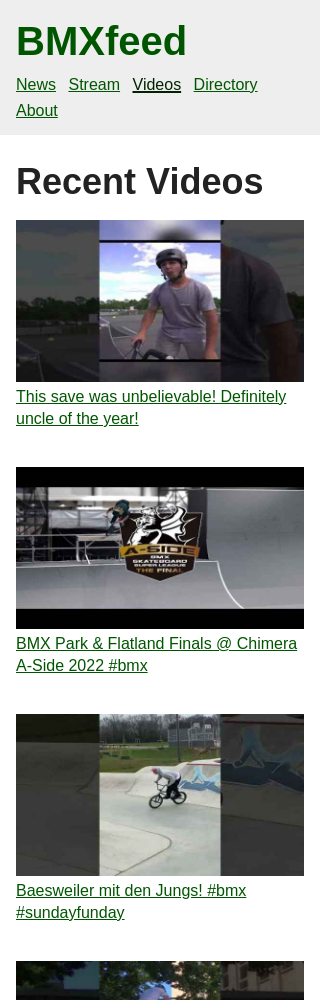 BMXfeed
News Stream Videos Directory
About
Recent Videos
This save was unbelievable! Definitely
uncle of the year!
A-SIDE
BMX
SKATEBOARD
SUPER LEAGUE
THE FINAL
BMX Park & Flatland Finals @ Chimera
A-Side 2022 #bmx
Baesweiler mit den Jungs! #bmx
#sundayfunday